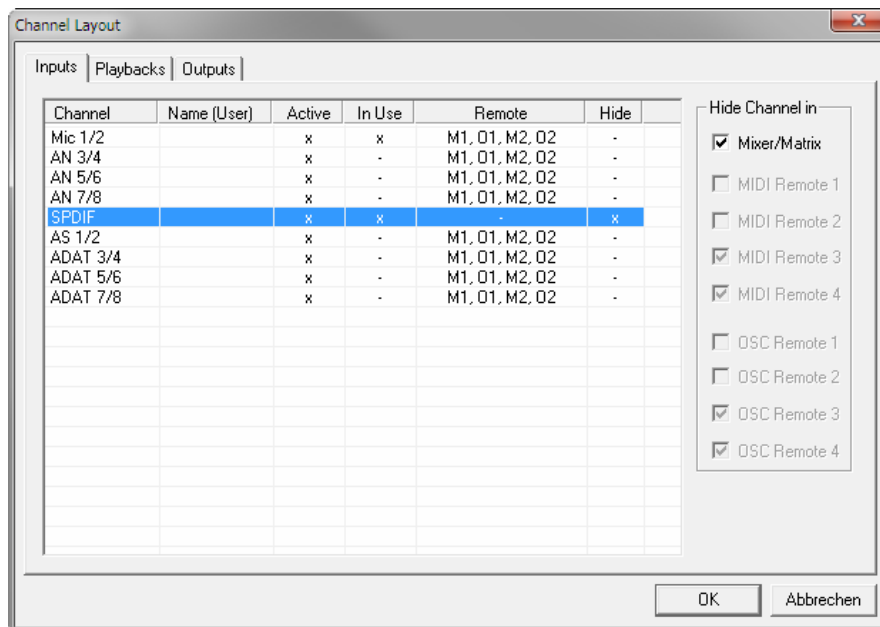 Channel Layout
Inputs Playbacks Outputs
Channel Name (User) Active In Use Remote Hide
Mic 1/2 x x M1, O1, M2, O2 -
AN 3/4 x - M1, O1, M2, O2 -
AN 5/6 x - M1, O1, M2, O2 -
AN 7/8 x - M1, O1, M2, O2 -
SPDIF x x - x
AS 1/2 x - M1, O1, M2, O2 -
ADAT 3/4 x - M1, O1, M2, O2 -
ADAT 5/6 x - M1, O1, M2, O2 -
ADAT 7/8 x - M1, O1, M2, O2 -
Hide Channel in
Mixer/Matrix
MIDI Remote 1
MIDI Remote 2
MIDI Remote 3
MIDI Remote 4
OSC Remote 1
OSC Remote 2
OSC Remote 3
OSC Remote 4
OK Abbrechen